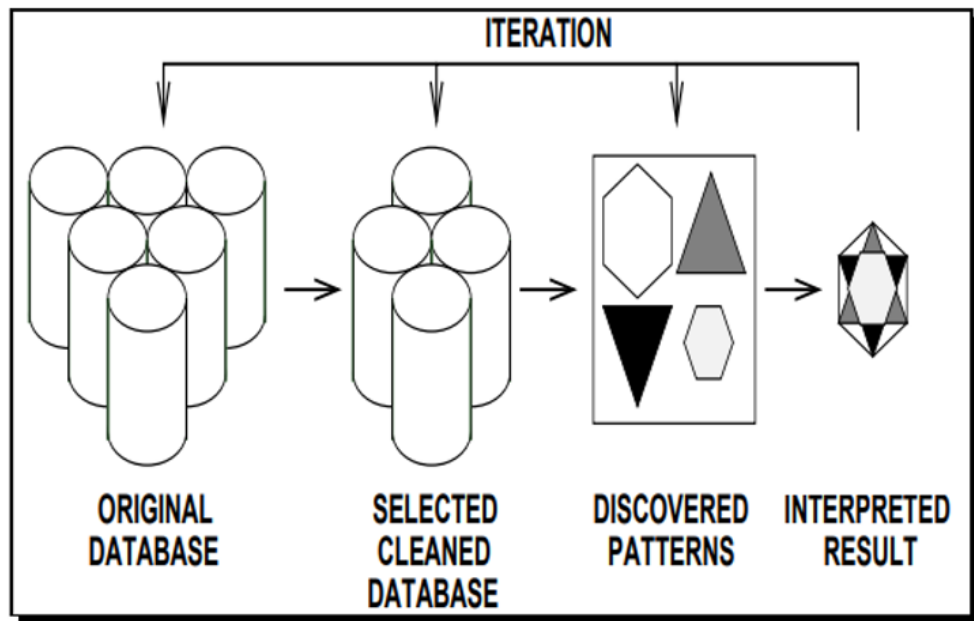 ITERATION
ORIGINAL
DATABASE
SELECTED
CLEANED
DATABASE
DISCOVERED
PATTERNS
INTERPRETED
RESULT